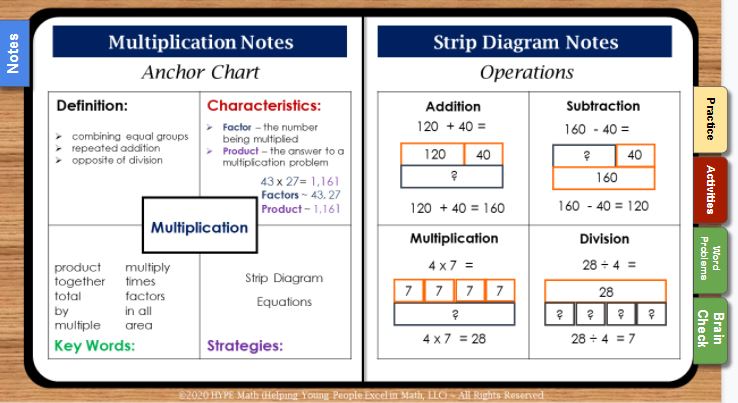 Notes
Multiplication Notes
Anchor Chart
Definition:
➢ combining equal groups
➢ repeated addition
➢ opposite of division
Characteristics:
➢ Factor – the number
being multiplied
➢ Product – the answer to a
multiplication problem
43 x 27= 1,161
Factors ~ 43, 27
Product ~ 1,161
Multiplication
product multiply
together times
total factors
by in all
multiple area
Key Words:
Strip Diagram
Equations
Strategies:
Strip Diagram Notes
Operations
Addition
120 + 40 =
120 40
?
120 + 40 = 160
Subtraction
160 - 40 =
? 40
160
160 - 40 = 120
Multiplication
4 x 7 =
7 7 7 7
?
4 x 7 = 28
Division
28 ÷ 4 =
28
? ? ? ?
28 ÷ 4 = 7
Practice
Activities
Word
Problems
Brain
Check
©2020 HYPE Math (Helping Young People Excel in Math, LLC) ~ All Rights Reserved